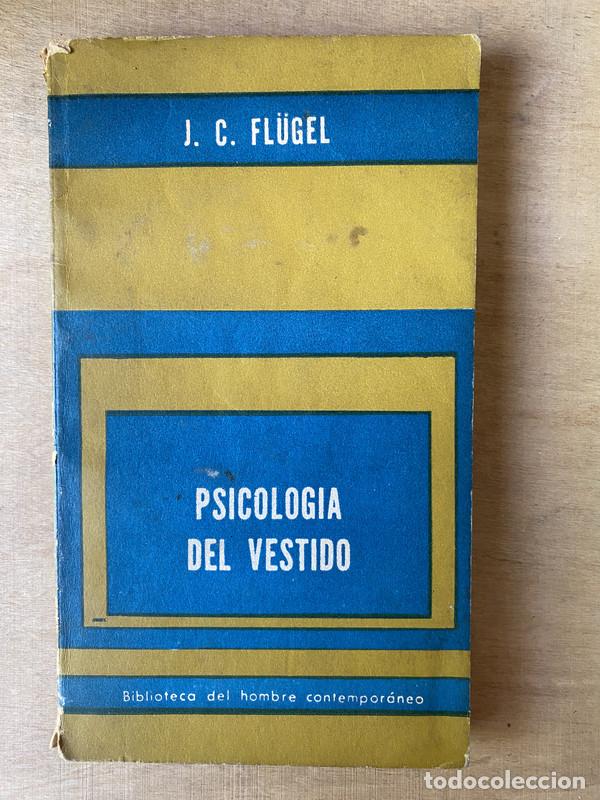 J. C. FLÜGEL
PSICOLOGIA
DEL VESTIDO
Biblioteca del hombre contemporáneo
todocoleccion